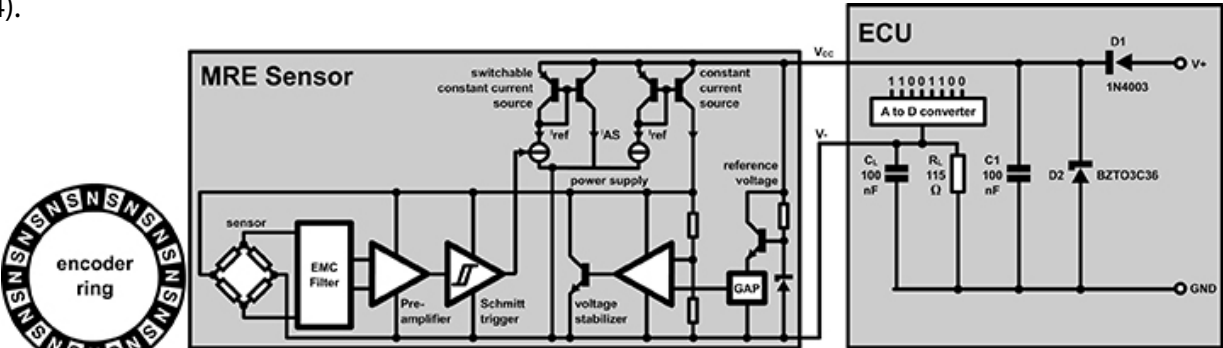 4).
MRE Sensor
switchable
constant current
source
constant
current
source
Iref
IAS
Iref
power supply
reference
voltage
sensor
EMC
Filter
Pre-
amplifier
Schmitt
trigger
voltage
stabilizer
GAP
encoder
ring
N S N S N S N S N S N S N S N S N S N S
Vcc
V-
ECU
D1
V+
1N4003
11001100
A to D converter
CL
100
nF
RL
115
Ω
C1
100
nF
D2
BZTO3C36
GND